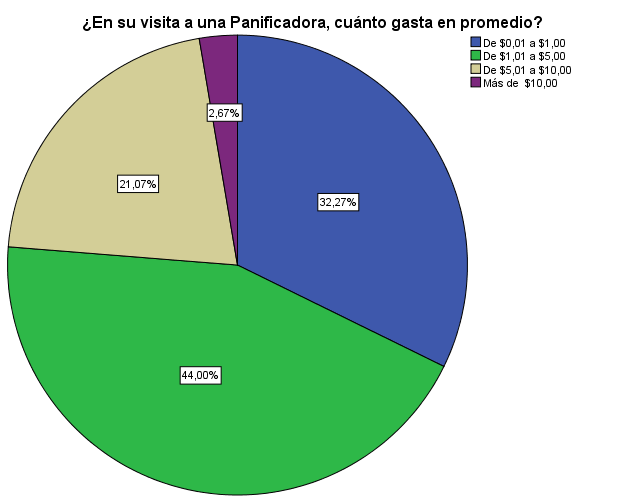 ¿En su visita a una Panificadora, cuánto gasta en promedio?
De $0,01 a $1,00
De $1,01 a $5,00
De $5,01 a $10,00
Más de $10,00
2,67%
21,07%
32,27%
44,00%